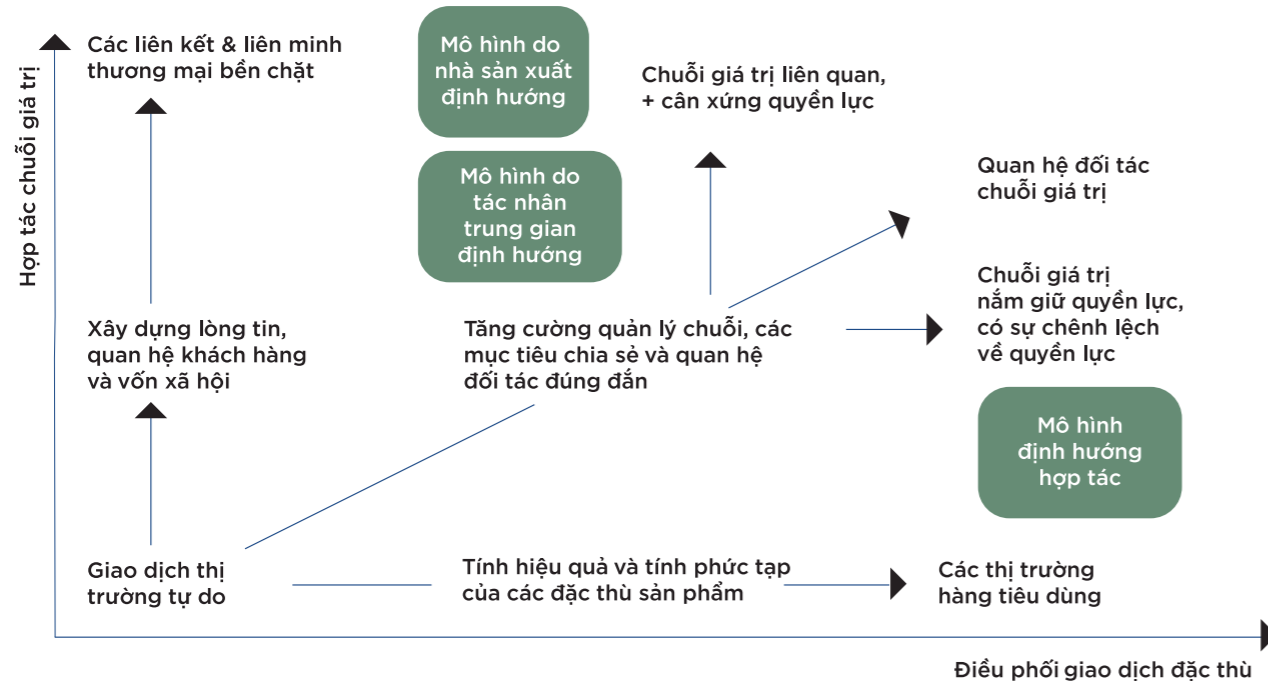 Hợp tác chuỗi giá trị
Các liên kết & liên minh
thương mại bền chặt
Mô hình do
nhà sản xuất
định hướng
Chuỗi giá trị liên quan,
+ cân xứng quyền lực
Mô hình do
tác nhân
trung gian
định hướng
Quan hệ đối tác
chuỗi giá trị
Chuỗi giá trị
nắm giữ quyền lực,
có sự chênh lệch
về quyền lực
Xây dựng lòng tin,
quan hệ khách hàng
và vốn xã hội
Tăng cường quản lý chuỗi, các
mục tiêu chia sẻ và quan hệ
đối tác đúng đắn
Mô hình
định hướng
hợp tác
Giao dịch thị
trường tự do
Tính hiệu quả và tính phức tạp
của các đặc thù sản phẩm
Các thị trường
hàng tiêu dùng
Điều phối giao dịch đặc thù